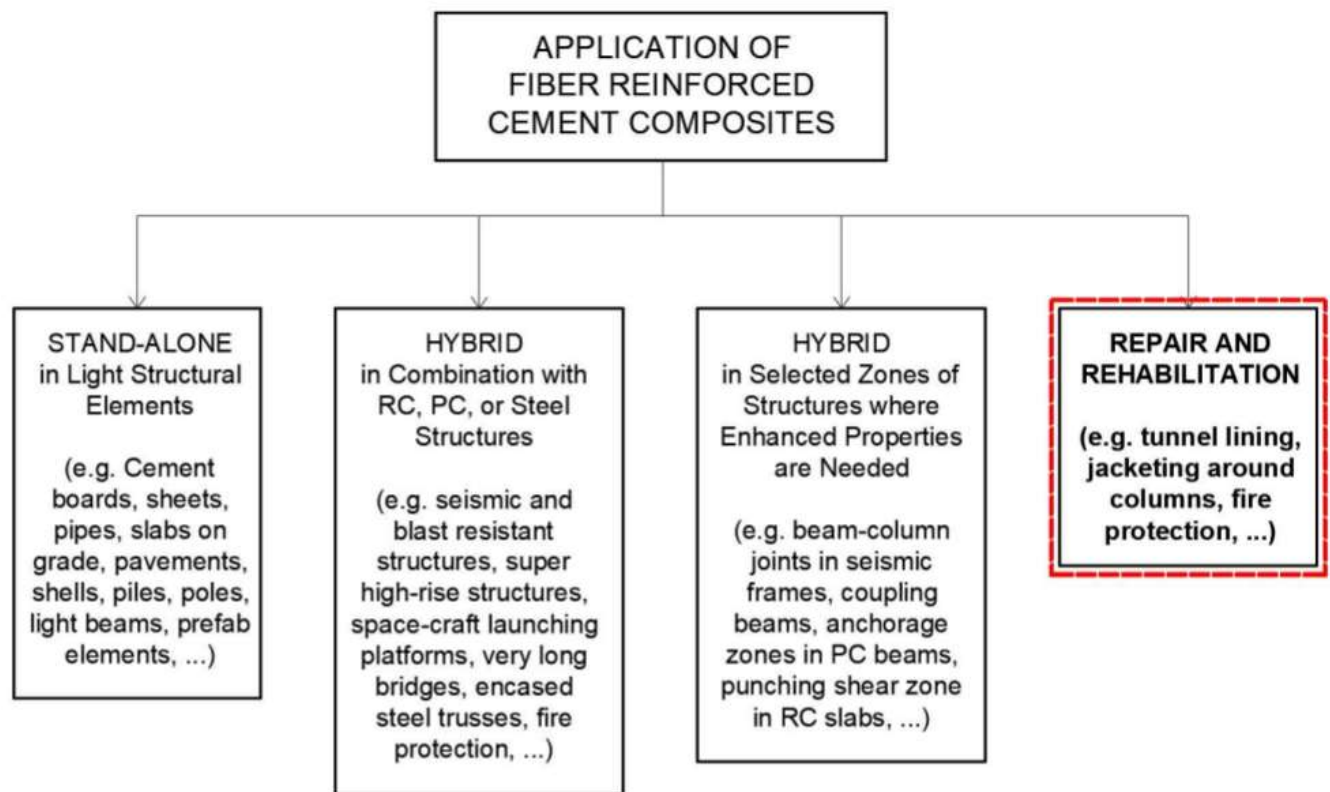 APPLICATION OF
FIBER REINFORCED
CEMENT COMPOSITES
STAND-ALONE
in Light Structural
Elements
(e.g. Cement
boards, sheets,
pipes, slabs on
grade, pavements,
shells, piles, poles,
light beams, prefab
elements, ...)
HYBRID
in Combination with
RC, PC, or Steel
Structures
(e.g. seismic and
blast resistant
structures, super
high-rise structures,
space-craft launching
platforms, very long
bridges, encased
steel trusses, fire
protection, ...)
HYBRID
in Selected Zones of
Structures where
Enhanced Properties
are Needed
(e.g. beam-column
joints in seismic
frames, coupling
beams, anchorage
zones in PC beams,
punching shear zone
in RC slabs, ...)
REPAIR AND
REHABILITATION
(e.g. tunnel lining,
jacketing around
columns, fire
protection, ...)